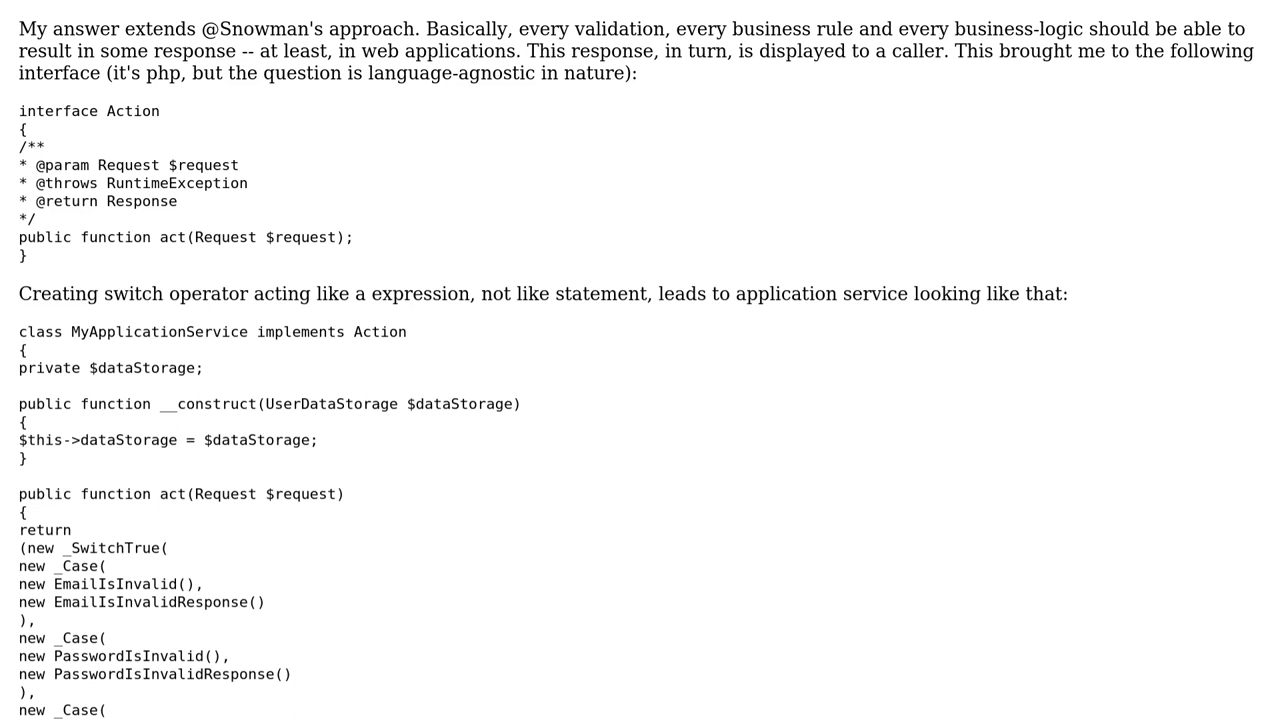 My answer extends @Snowman's approach. Basically, every validation, every business rule and every business-logic should be able to
result in some response -- at least, in web applications. This response, in turn, is displayed to a caller. This brought me to the following
interface (it's php, but the question is language-agnostic in nature):
interface Action
{
/**
* @param Request $request
* @throws RuntimeException
* @return Response
*/
public function act(Request $request);
}
Creating switch operator acting like a expression, not like statement, leads to application service looking like that:
class MyApplicationService implements Action
{
private $dataStorage;
public function __construct(UserDataStorage $dataStorage)
{
$this->dataStorage = $dataStorage;
}
public function act(Request $request)
{
return
(new _SwitchTrue(
new _Case(
new EmailIsInvalid(),
new EmailIsInvalidResponse()
),
new _Case(
new PasswordIsInvalid(),
new PasswordIsInvalidResponse()
),
new _Case(